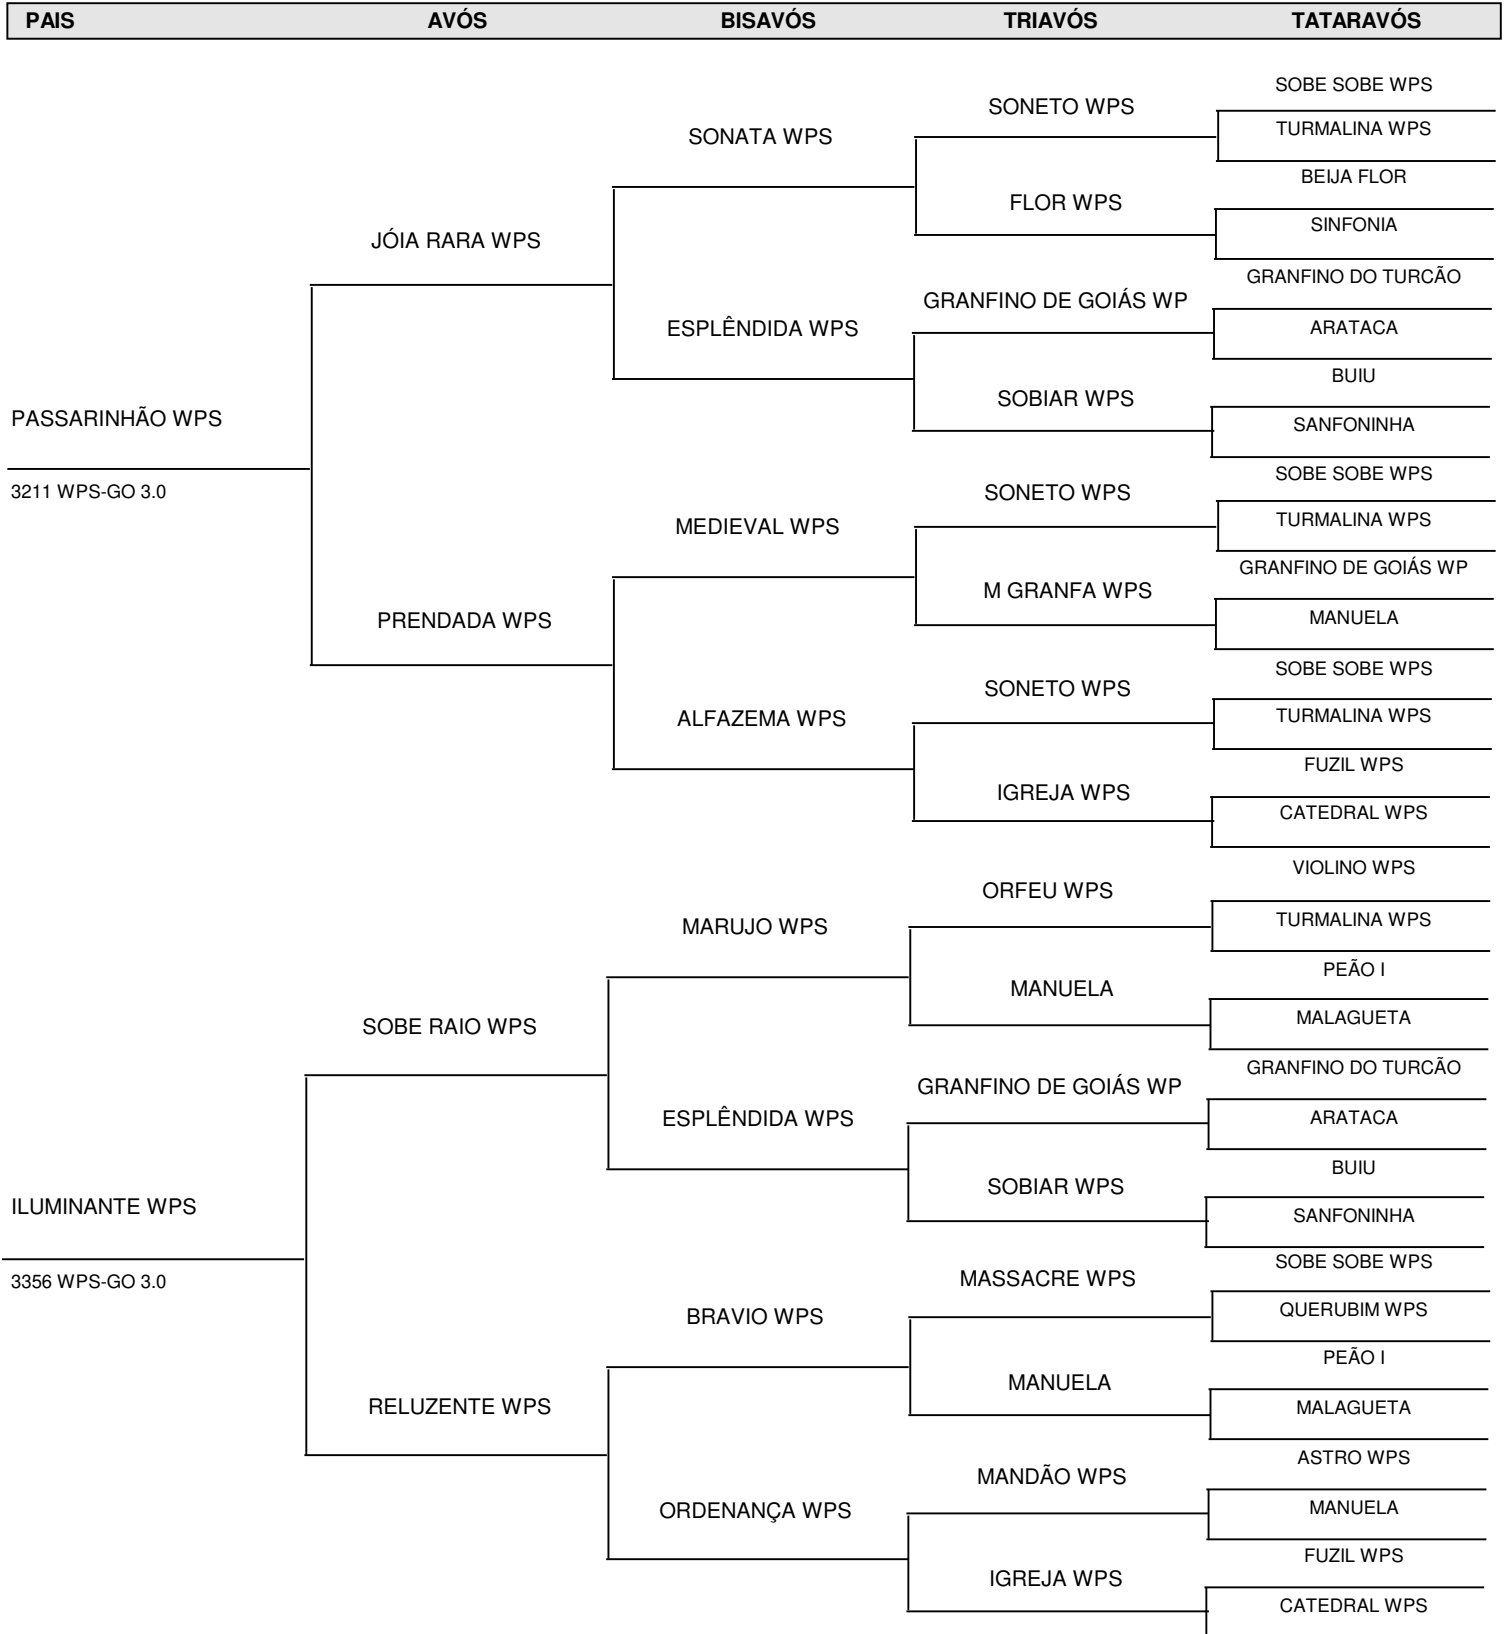 PAIS AVÓS BISAVÓS TRIAVÓS TATARAVÓS
SOBE SOBE WPS
SONETO WPS
TURMALINA WPS
SONATA WPS
BEIJA FLOR
FLOR WPS
SINFONIA
JÓIA RARA WPS
GRANFINO DO TURCÃO
GRANFINO DE GOIÁS WP
ARATACA
ESPLÊNDIDA WPS
BUIU
SOBIAR WPS
SANFONINHA
PASSARINHÃO WPS
3211 WPS-GO 3.0
SOBE SOBE WPS
SONETO WPS
TURMALINA WPS
MEDIEVAL WPS
GRANFINO DE GOIÁS WP
M GRANFA WPS
MANUELA
PRENDADA WPS
SOBE SOBE WPS
SONETO WPS
TURMALINA WPS
ALFAZEMA WPS
FUZIL WPS
IGREJA WPS
CATEDRAL WPS
VIOLINO WPS
ORFEU WPS
TURMALINA WPS
MARUJO WPS
PEÃO I
MANUELA
MALAGUETA
SOBE RAIO WPS
GRANFINO DO TURCÃO
GRANFINO DE GOIÁS WP
ARATACA
ESPLÊNDIDA WPS
BUIU
SOBIAR WPS
SANFONINHA
ILUMINANTE WPS
3356 WPS-GO 3.0
SOBE SOBE WPS
MASSACRE WPS
QUERUBIM WPS
BRAVIO WPS
PEÃO I
MANUELA
MALAGUETA
RELUZENTE WPS
ASTRO WPS
MANDÃO WPS
MANUELA
ORDENANÇA WPS
FUZIL WPS
IGREJA WPS
CATEDRAL WPS